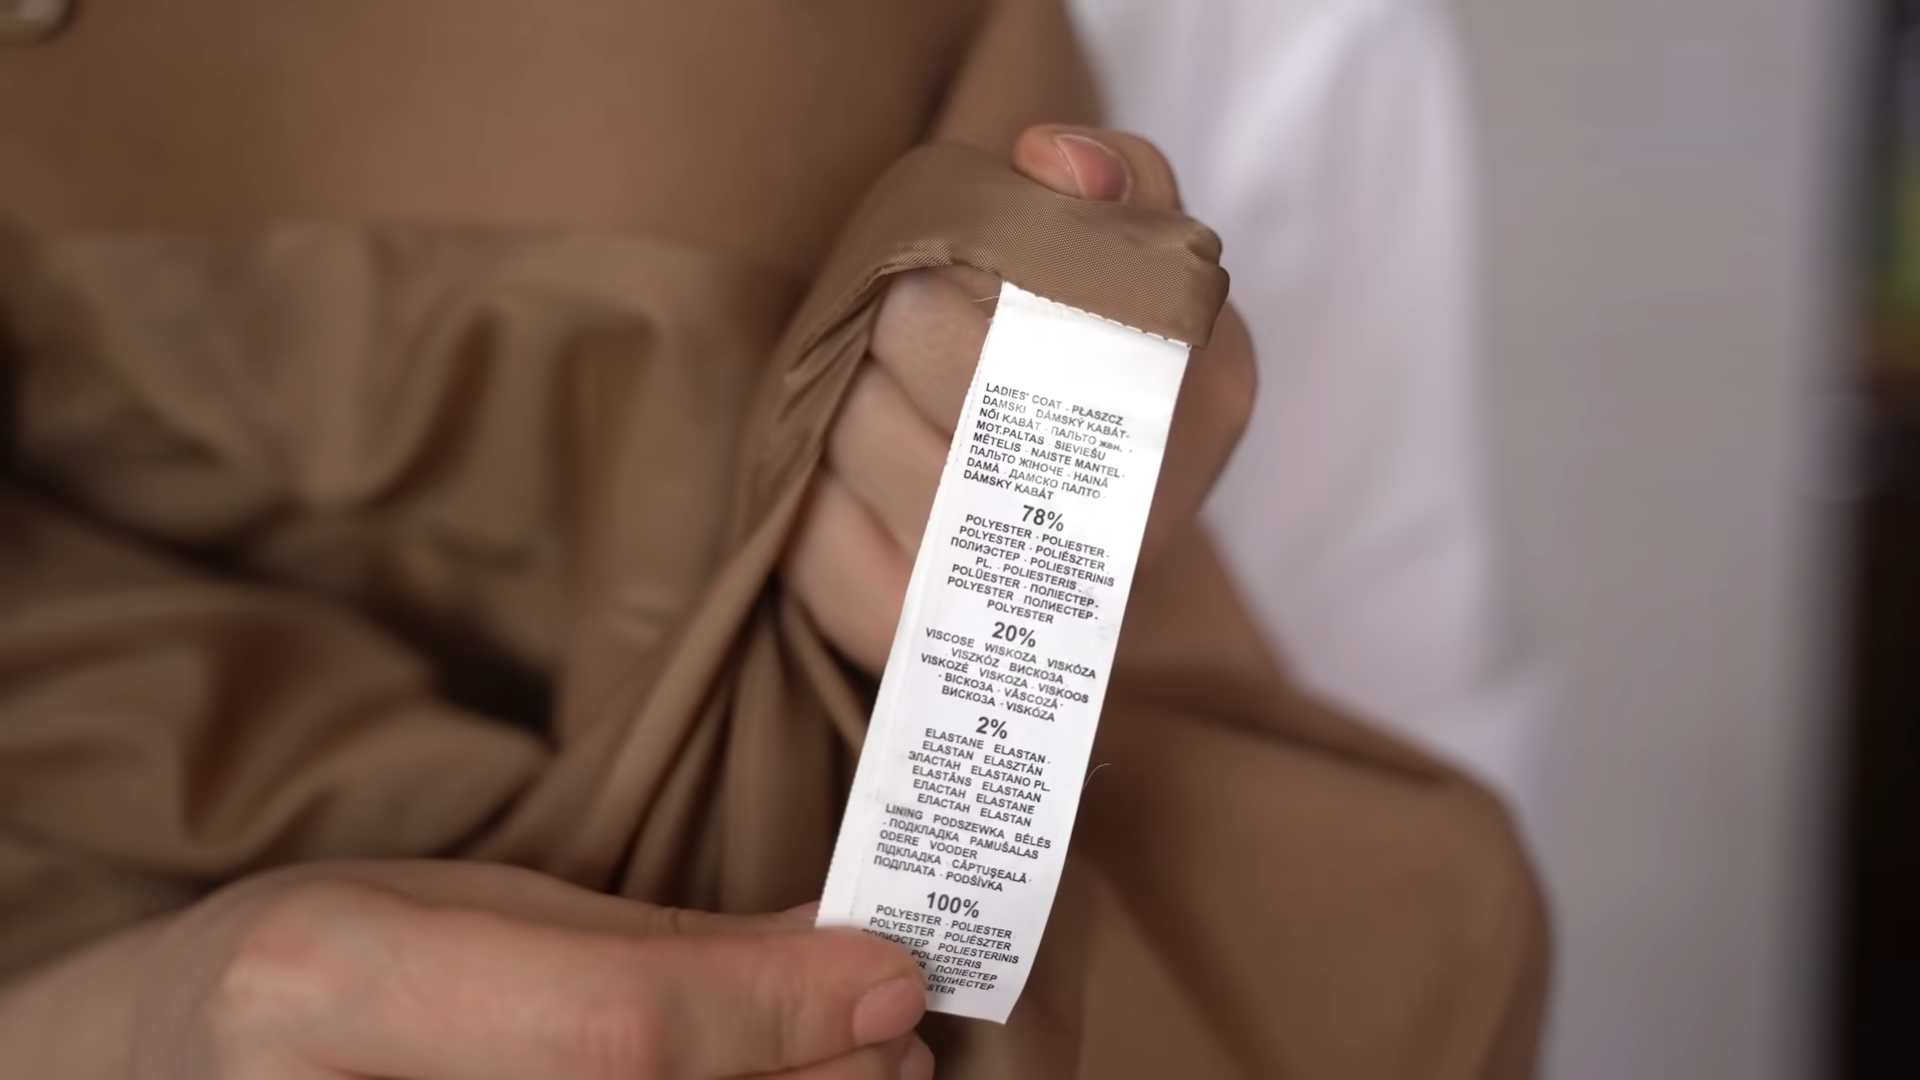 LADIES' COAT - PŁASZCZ
DAMSKI DÁMSKÝ KABÁT-
NŐI KABÁT - ПАЛЬТО жен. -
MOT.PALTAS SIEVIEŠU
MĒTELIS - NAISTE MANTEL-
ПАЛЬТО ЖІНОЧЕ - HAINĂ
DAMĂ - ДАМСКО ПАЛТО -
DÁMSKY KABÁT
78%
POLYESTER - POLIESTER-
POLYESTER - POLIÉSZTER
ПОЛИЭСТЕР - POLIESTERINIS
PL. - POLIESTERIS
POLÜESTER - ПОЛІЕСТЕР-
POLYESTER ПОЛИЕСТЕР-
POLYESTER
20%
VISCOSE WISKOZA VISKÓZA
- VISZKÓZ ВИСКОЗА
VISKOZĖ VISKOZA - VISKOOS
- ВІСКОЗА - VÂSCOZĂ-
ВИСКОЗА - VISKÓZA
2%
ELASTANE ELASTAN-
ELASTAN ELASZTÁN
ЭЛАСТАН ELASTANO PL.
ELASTĀNS ELASTAAN
ЕЛАСТАН ELASTANE
ЕЛАСТАН ELASTAN
LINING PODSZEWKA BÉLÉS
- ПОДКЛАДКА PAMUŠALAS
ODERE VOODER
ПІДКЛАДКА CĂPTUŞEALĂ-
ПОДПЛАТА - PODŠÍVKA
100%
POLYESTER - POLIESTER
POLYESTER - POLIÉSZTER
ПОЛИЭСТЕР POLIESTERINIS
POLIESTERIS
ПОЛІЕСТЕР
ПОЛИЕСТЕР